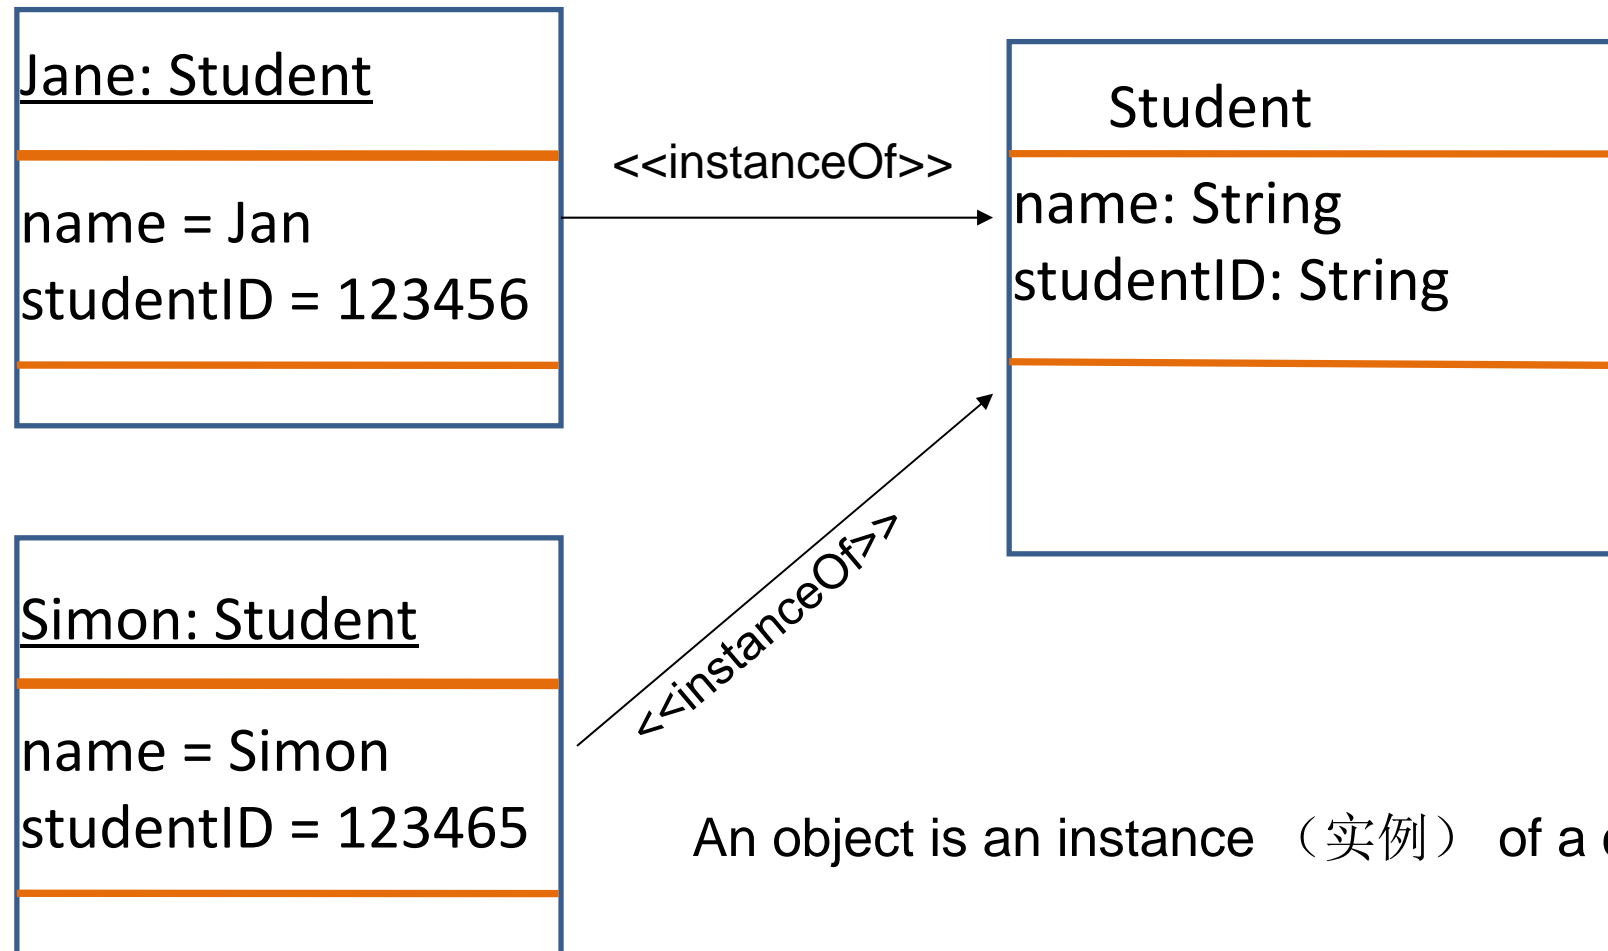 Jane: Student
name = Jan
studentID = 123456
<<instanceOf>>
Student
name: String
studentID: String
<<instanceOf>>
Simon: Student
name = Simon
studentID = 123465
An object is an instance （实例） of a